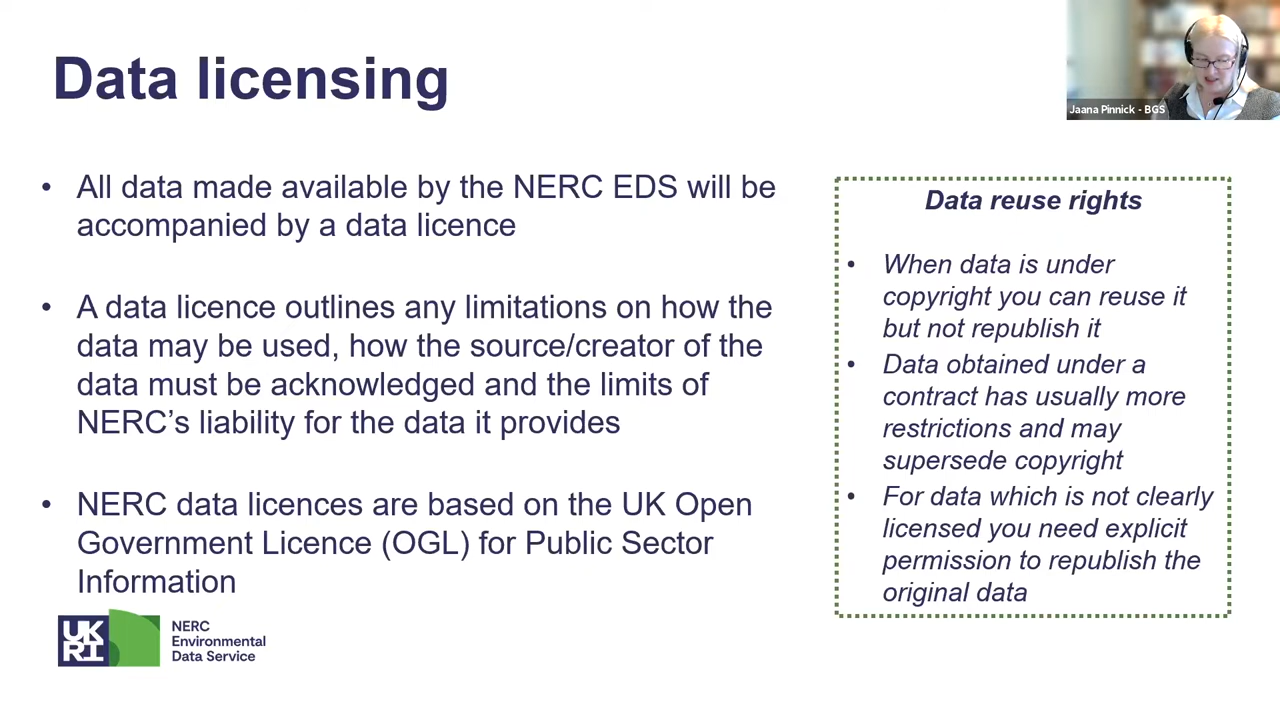 Data licensing
Jaana Pinnick - BGS
• All data made available by the NERC EDS will be
accompanied by a data licence
• A data licence outlines any limitations on how the
data may be used, how the source/creator of the
data must be acknowledged and the limits of
NERC’s liability for the data it provides
• NERC data licences are based on the UK Open
Government Licence (OGL) for Public Sector
Information
Data reuse rights
• When data is under
copyright you can reuse it
but not republish it
• Data obtained under a
contract has usually more
restrictions and may
supersede copyright
• For data which is not clearly
licensed you need explicit
permission to republish the
original data
UK
RI
NERC
Environmental
Data Service